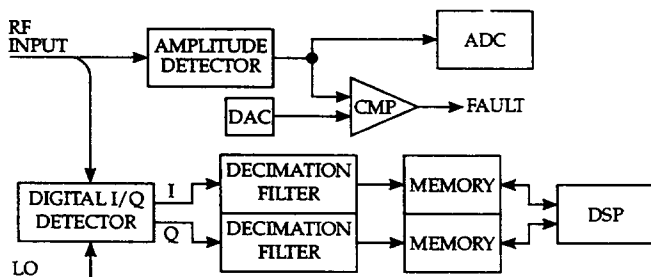 RF
INPUT
AMPLITUDE
DETECTOR
ADC
DAC
CMP
FAULT
DIGITAL I/Q
DETECTOR
I
Q
DECIMATION
FILTER
DECIMATION
FILTER
MEMORY
MEMORY
DSP
LO